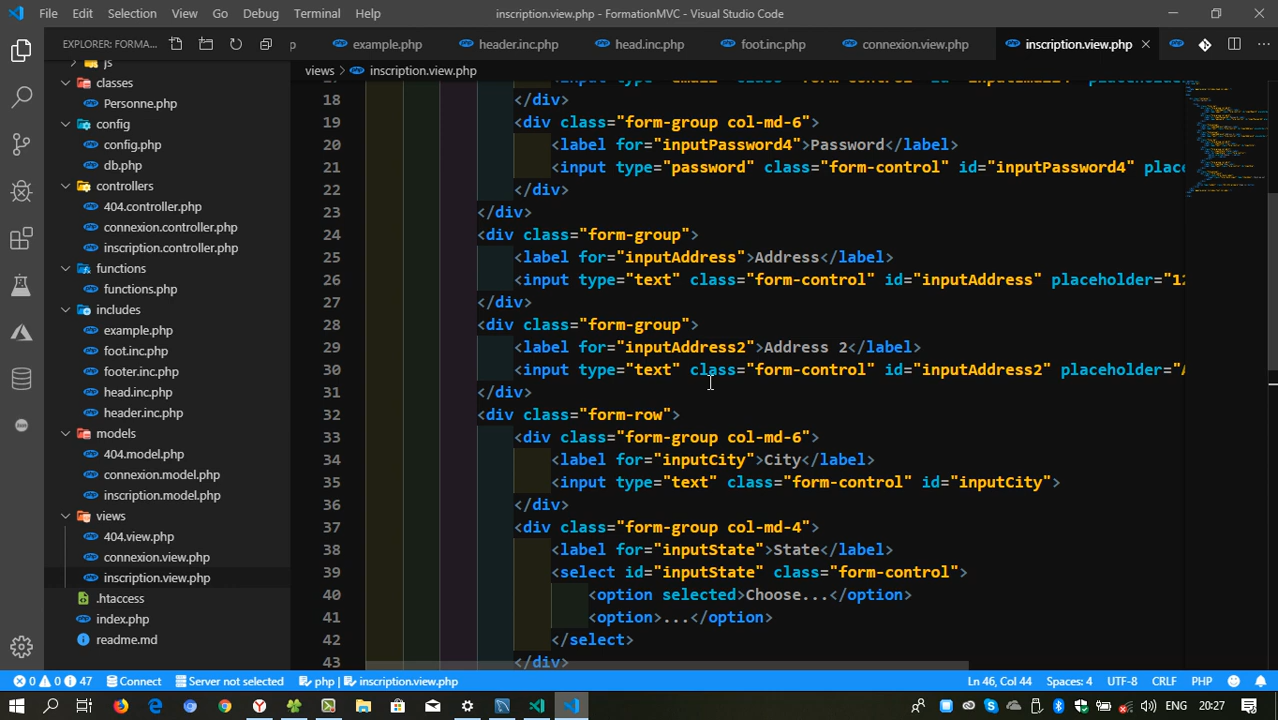 File Edit Selection View Go Debug Terminal Help
inscription.view.php - FormationMVC - Visual Studio Code
EXPLORER: FORMA...
example.php header.inc.php head.inc.php foot.inc.php connexion.view.php inscription.view.php
views > inscription.view.php
js
classes
Personne.php
config
config.php
db.php
controllers
404.controller.php
connexion.controller.php
inscription.controller.php
functions
functions.php
includes
example.php
foot.inc.php
footer.inc.php
head.inc.php
header.inc.php
models
404.model.php
connexion.model.php
inscription.model.php
views
404.view.php
connexion.view.php
inscription.view.php
.htaccess
index.php
readme.md
18 </div>
19 <div class="form-group col-md-6">
20 <label for="inputPassword4">Password</label>
21 <input type="password" class="form-control" id="inputPassword4" place
22 </div>
23 </div>
24 <div class="form-group">
25 <label for="inputAddress">Address</label>
26 <input type="text" class="form-control" id="inputAddress" placeholder="12
27 </div>
28 <div class="form-group">
29 <label for="inputAddress2">Address 2</label>
30 <input type="text" class="form-control" id="inputAddress2" placeholder="A
31 </div>
32 <div class="form-row">
33 <div class="form-group col-md-6">
34 <label for="inputCity">City</label>
35 <input type="text" class="form-control" id="inputCity">
36 </div>
37 <div class="form-group col-md-4">
38 <label for="inputState">State</label>
39 <select id="inputState" class="form-control">
40 <option selected>Choose...</option>
41 <option>...</option>
42 </select>
43 </div>
0 0 47 Connect Server not selected php | inscription.view.php
Ln 46, Col 44 Spaces: 4 UTF-8 CRLF PHP
ENG 20:27